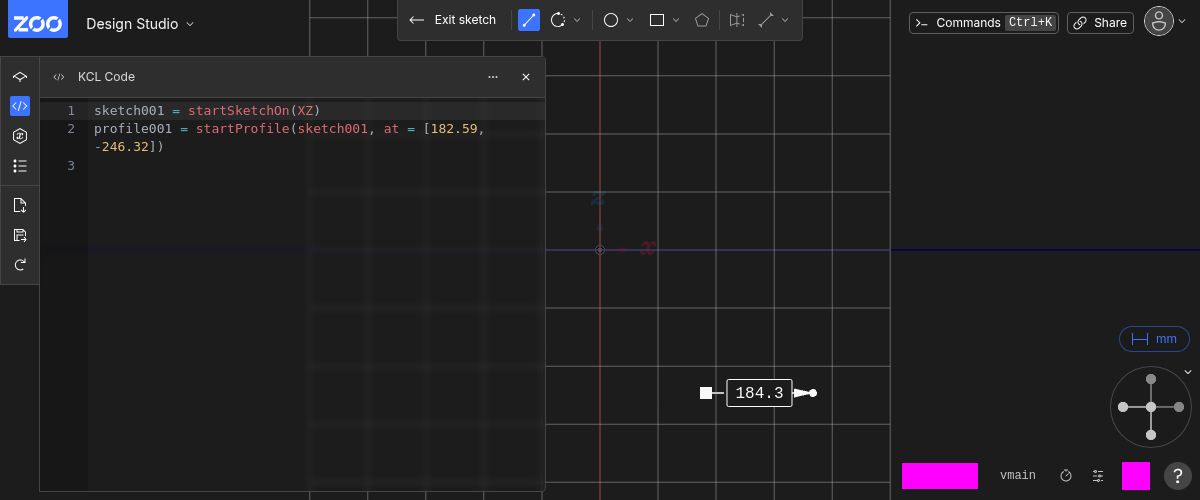 ZOO
Design Studio
Exit sketch
Commands Ctrl+K
Share
KCL Code
1 sketch001 = startSketchOn(XZ)
2 profile001 = startProfile(sketch001, at = [182.59,
-246.32])
3
z
x
184.3
mm
vmain
?